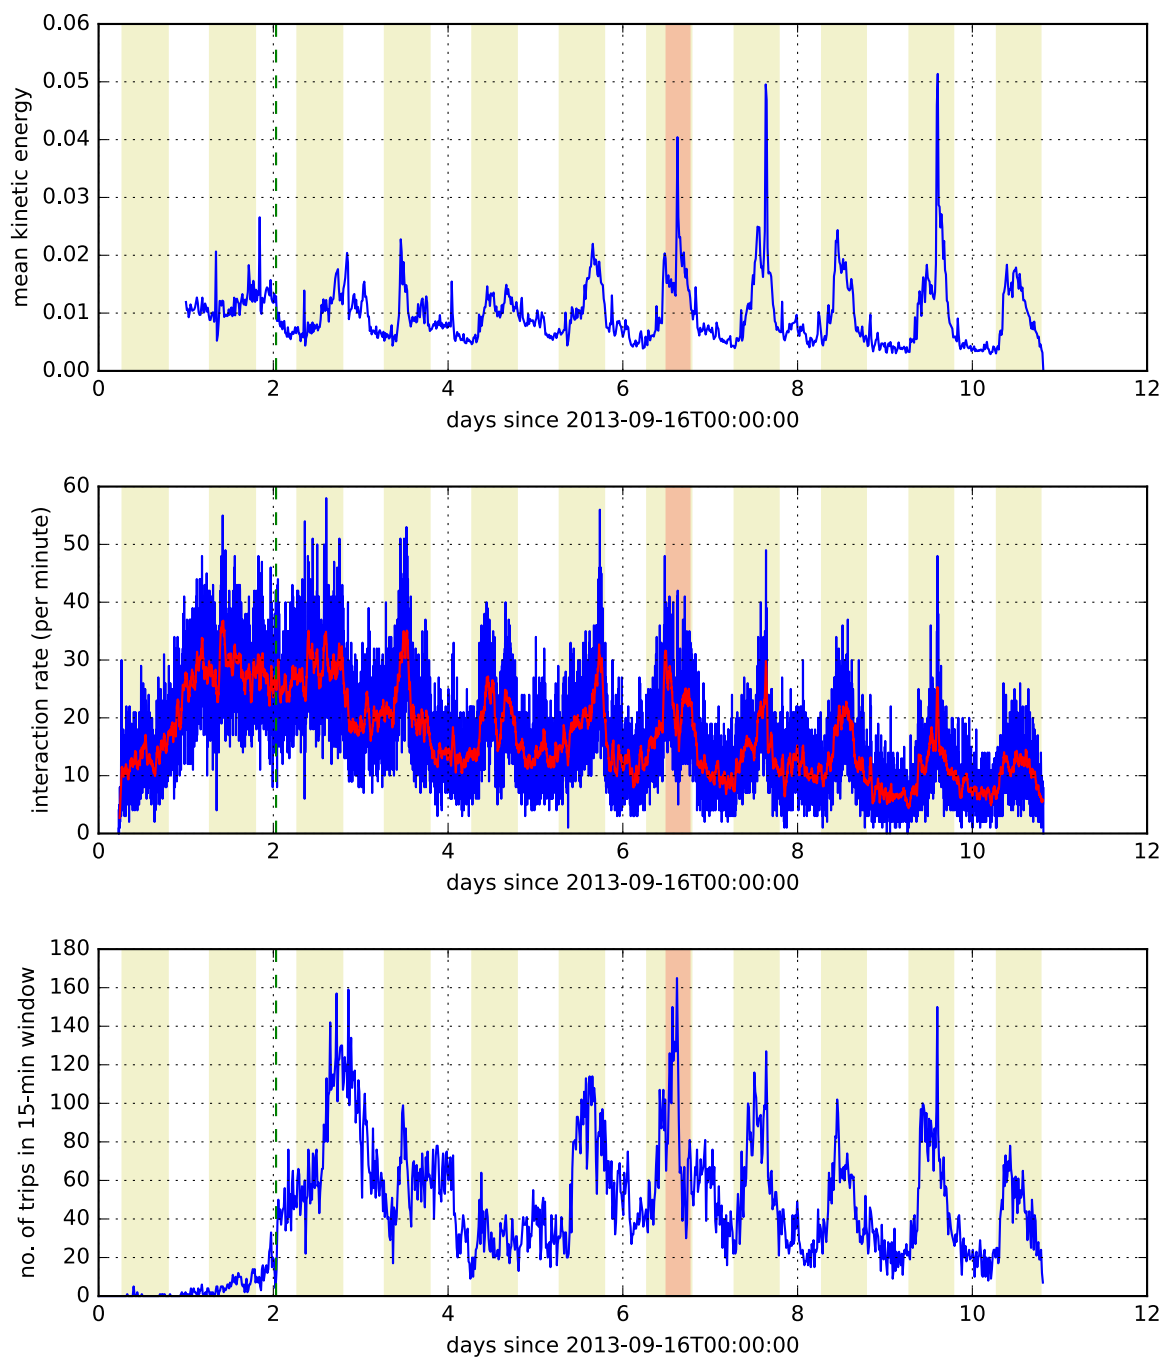 mean kinetic energy
0.06
0.05
0.04
0.03
0.02
0.01
0.00
0 2 4 6 8 10 12
days since 2013-09-16T00:00:00
interaction rate (per minute)
60
50
40
30
20
10
0
0 2 4 6 8 10 12
days since 2013-09-16T00:00:00
no. of trips in 15-min window
180
160
140
120
100
80
60
40
20
0
0 2 4 6 8 10 12
days since 2013-09-16T00:00:00